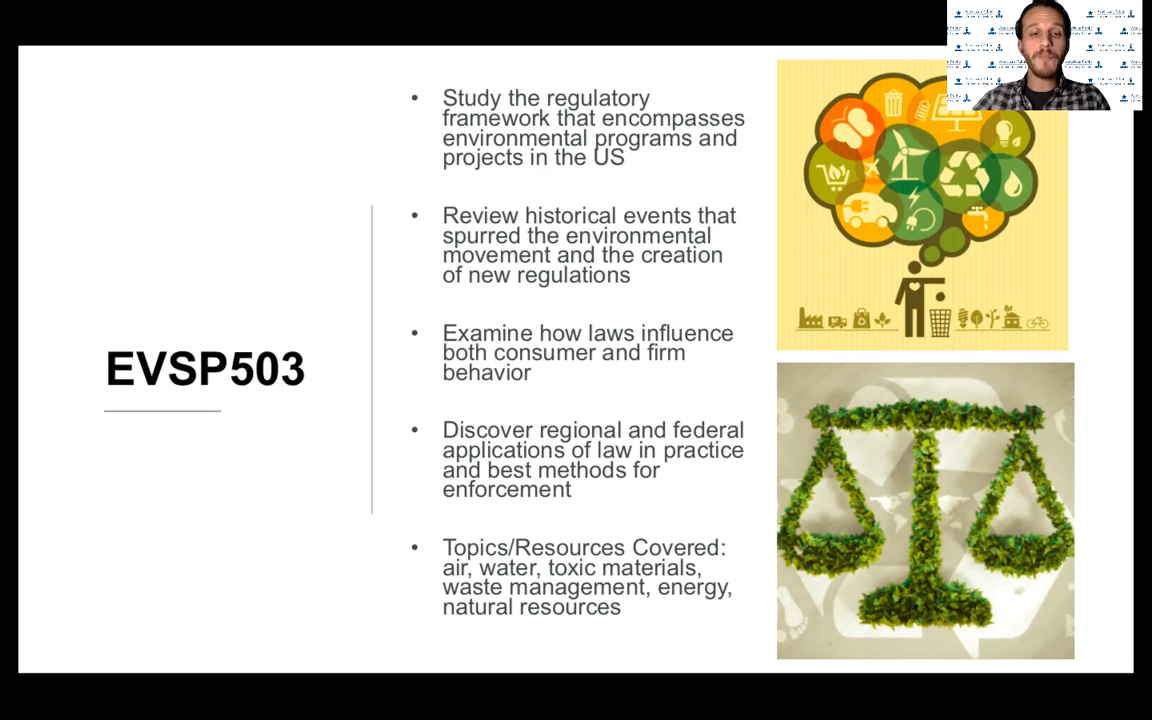 EVSP503
• Study the regulatory
framework that encompasses
environmental programs and
projects in the US
• Review historical events that
spurred the environmental
movement and the creation
of new regulations
• Examine how laws influence
both consumer and firm
behavior
• Discover regional and federal
applications of law in practice
and best methods for
enforcement
• Topics/Resources Covered:
air, water, toxic materials,
waste management, energy,
natural resources